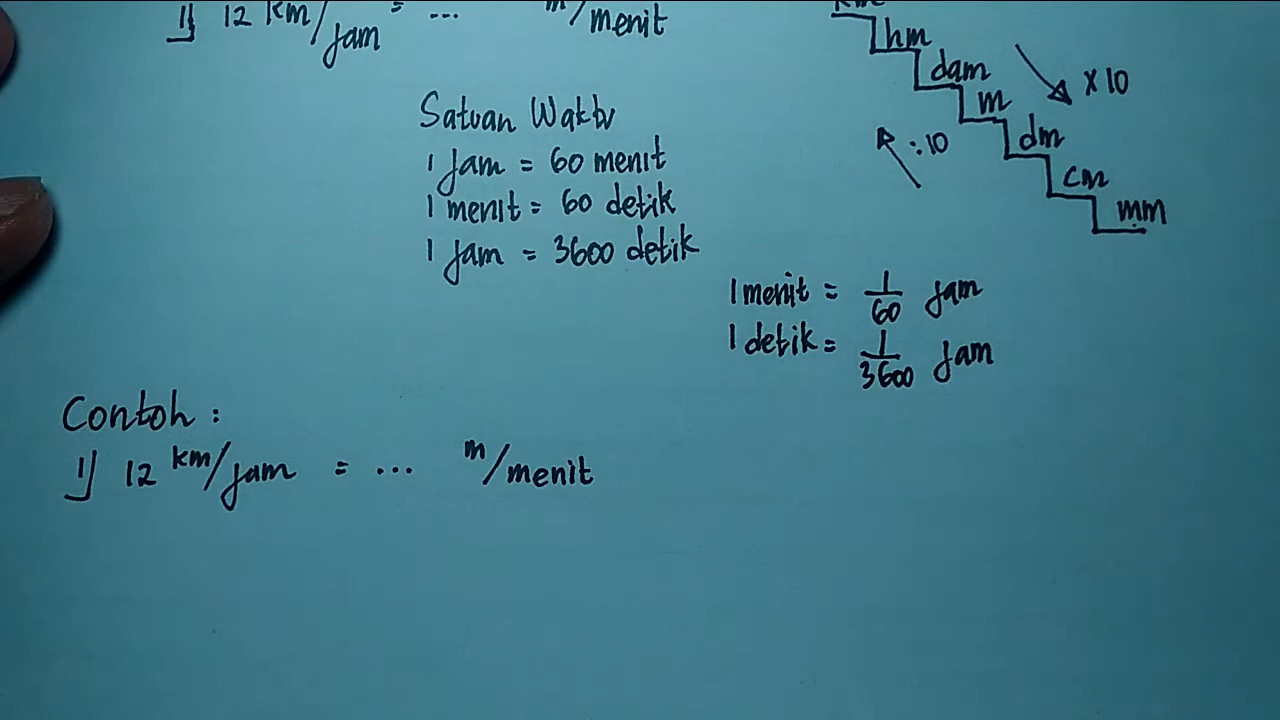 1) 12 km/jam = ... m/menit
hm
dam
m
dm
cm
mm
x 10
: 10
Satuan Waktu
1 jam = 60 menit
1 menit = 60 detik
1 jam = 3600 detik
1 menit = 1/60 jam
1 detik = 1/3600 jam
Contoh :
1) 12 km/jam = ... m/menit